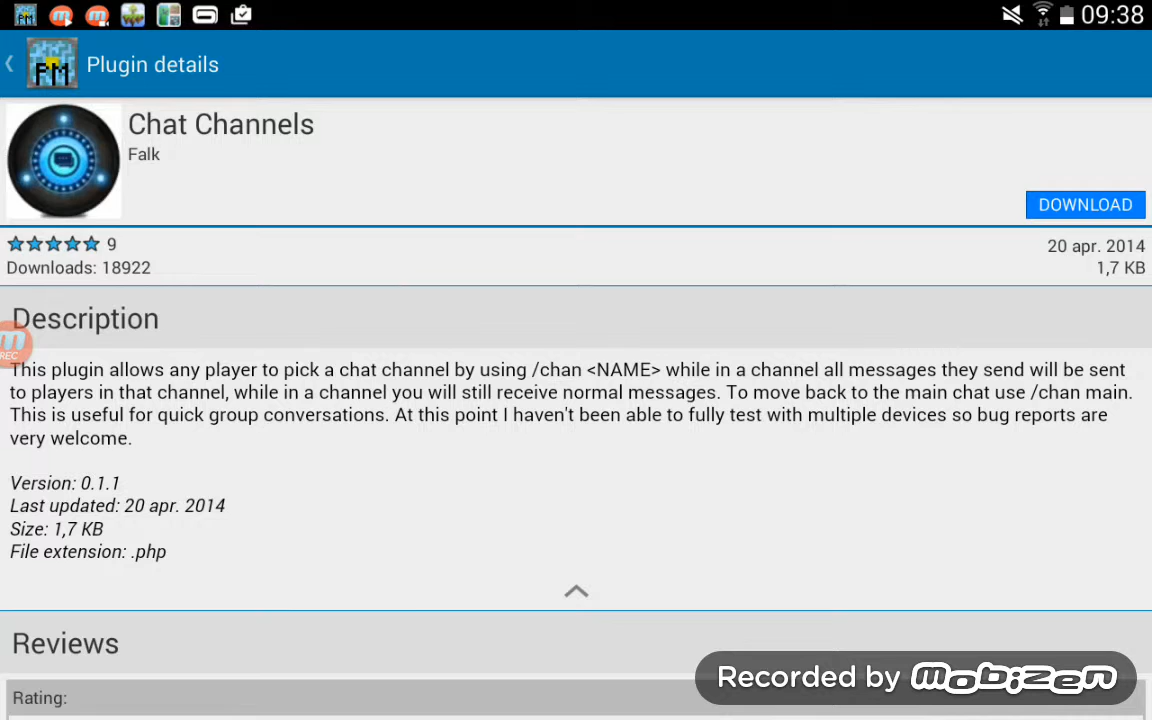 09:38
FM
Plugin details
Chat Channels
Falk
DOWNLOAD
9
20 apr. 2014
Downloads: 18922
1,7 KB
Description
REC
This plugin allows any player to pick a chat channel by using /chan <NAME> while in a channel all messages they send will be sent
to players in that channel, while in a channel you will still receive normal messages. To move back to the main chat use /chan main.
This is useful for quick group conversations. At this point I haven't been able to fully test with multiple devices so bug reports are
very welcome.
Version: 0.1.1
Last updated: 20 apr. 2014
Size: 1,7 KB
File extension: .php
Reviews
Recorded by mobizen
Rating: